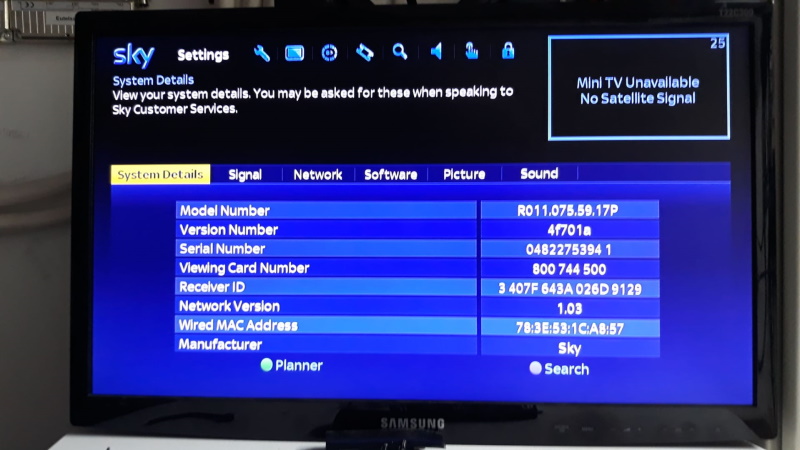 sky
Settings
25
System Details
View your system details. You may be asked for these when speaking to
Sky Customer Services.
Mini TV Unavailable
No Satellite Signal
System Details Signal Network Software Picture Sound
Model Number R011.075.59.17P
Version Number 4f701a
Serial Number 0482275394 1
Viewing Card Number 800 744 500
Receiver ID 3 407F 643A 026D 9129
Network Version 1.03
Wired MAC Address 78:3E:53:1C:A8:57
Manufacturer Sky
Planner Search
SAMSUNG